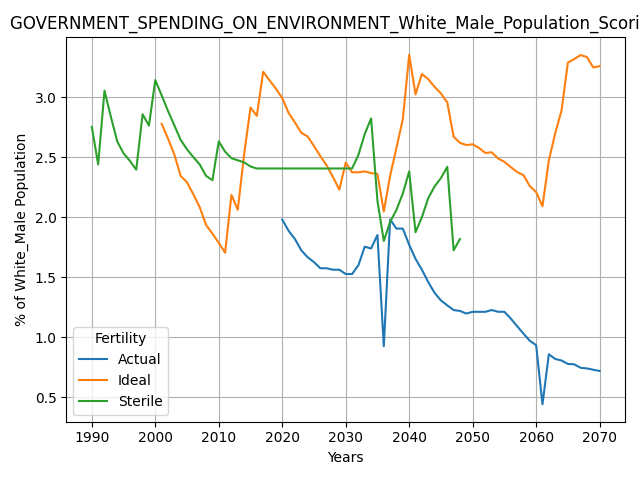 GOVERNMENT_SPENDING_ON_ENVIRONMENT_White_Male_Population_Scori
% of White_Male Population
3.0
2.5
2.0
1.5
1.0
0.5
Fertility
Actual
Ideal
Sterile
1990 2000 2010 2020 2030 2040 2050 2060 2070
Years